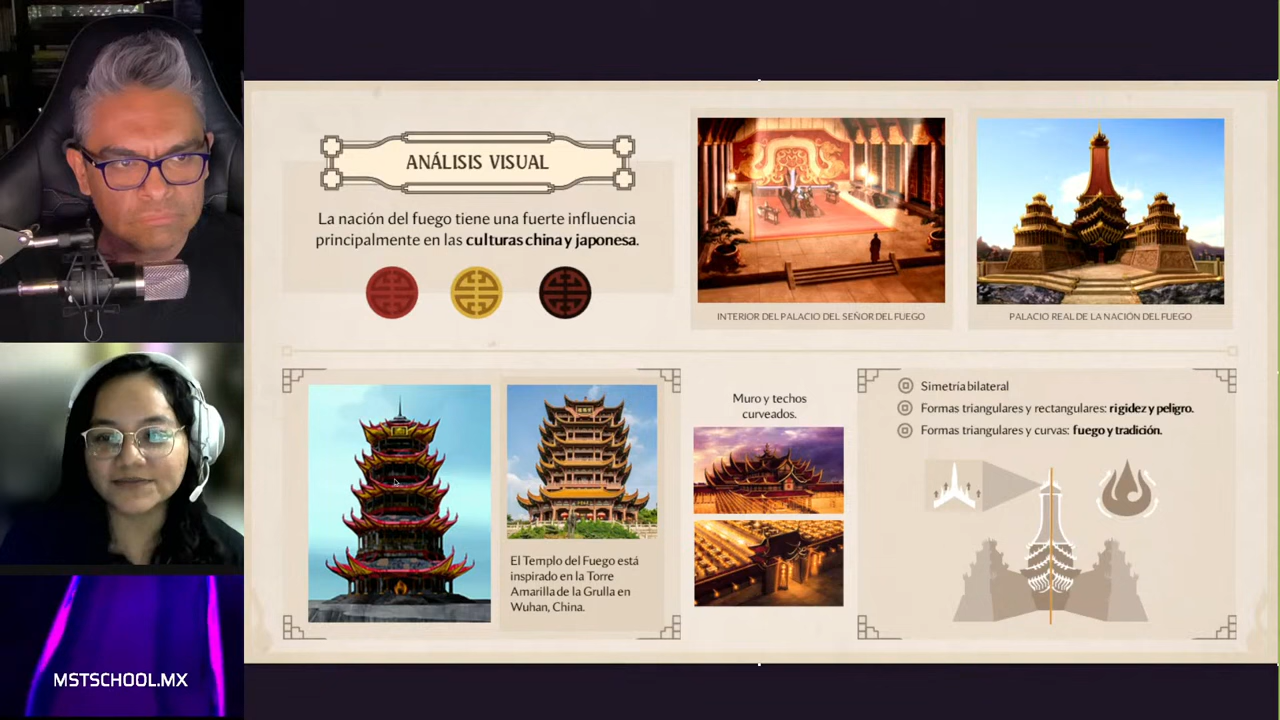 ANÁLISIS VISUAL
La nación del fuego tiene una fuerte influencia
principalmente en las culturas china y japonesa.
INTERIOR DEL PALACIO DEL SEÑOR DEL FUEGO
PALACIO REAL DE LA NACIÓN DEL FUEGO
El Templo del Fuego está
inspirado en la Torre
Amarilla de la Grulla en
Wuhan, China.
Muro y techos
curveados.
Simetría bilateral
Formas triangulares y rectangulares: rigidez y peligro.
Formas triangulares y curvas: fuego y tradición.
MSTSCHOOL.MX